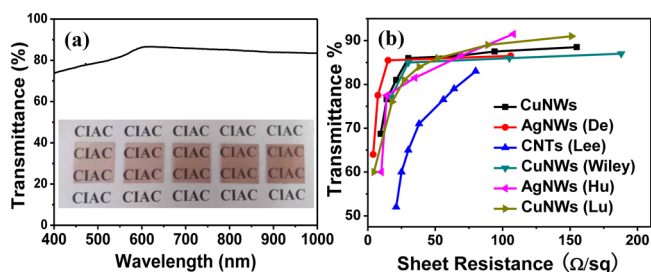 (a)
Transmittance (%)
100
80
60
40
20
0
CIAC CIAC CIAC CIAC CIAC
CIAC CIAC CIAC CIAC CIAC
CIAC CIAC CIAC CIAC CIAC
CIAC CIAC CIAC CIAC CIAC
400 500 600 700 800 900 1000
Wavelength (nm)
(b)
Transmittance %
100
90
80
70
60
50
CuNWs
AgNWs (De)
CNTs (Lee)
CuNWs (Wiley)
AgNWs (Hu)
CuNWs (Lu)
0 50 100 150 200
Sheet Resistance (Ω/sq)